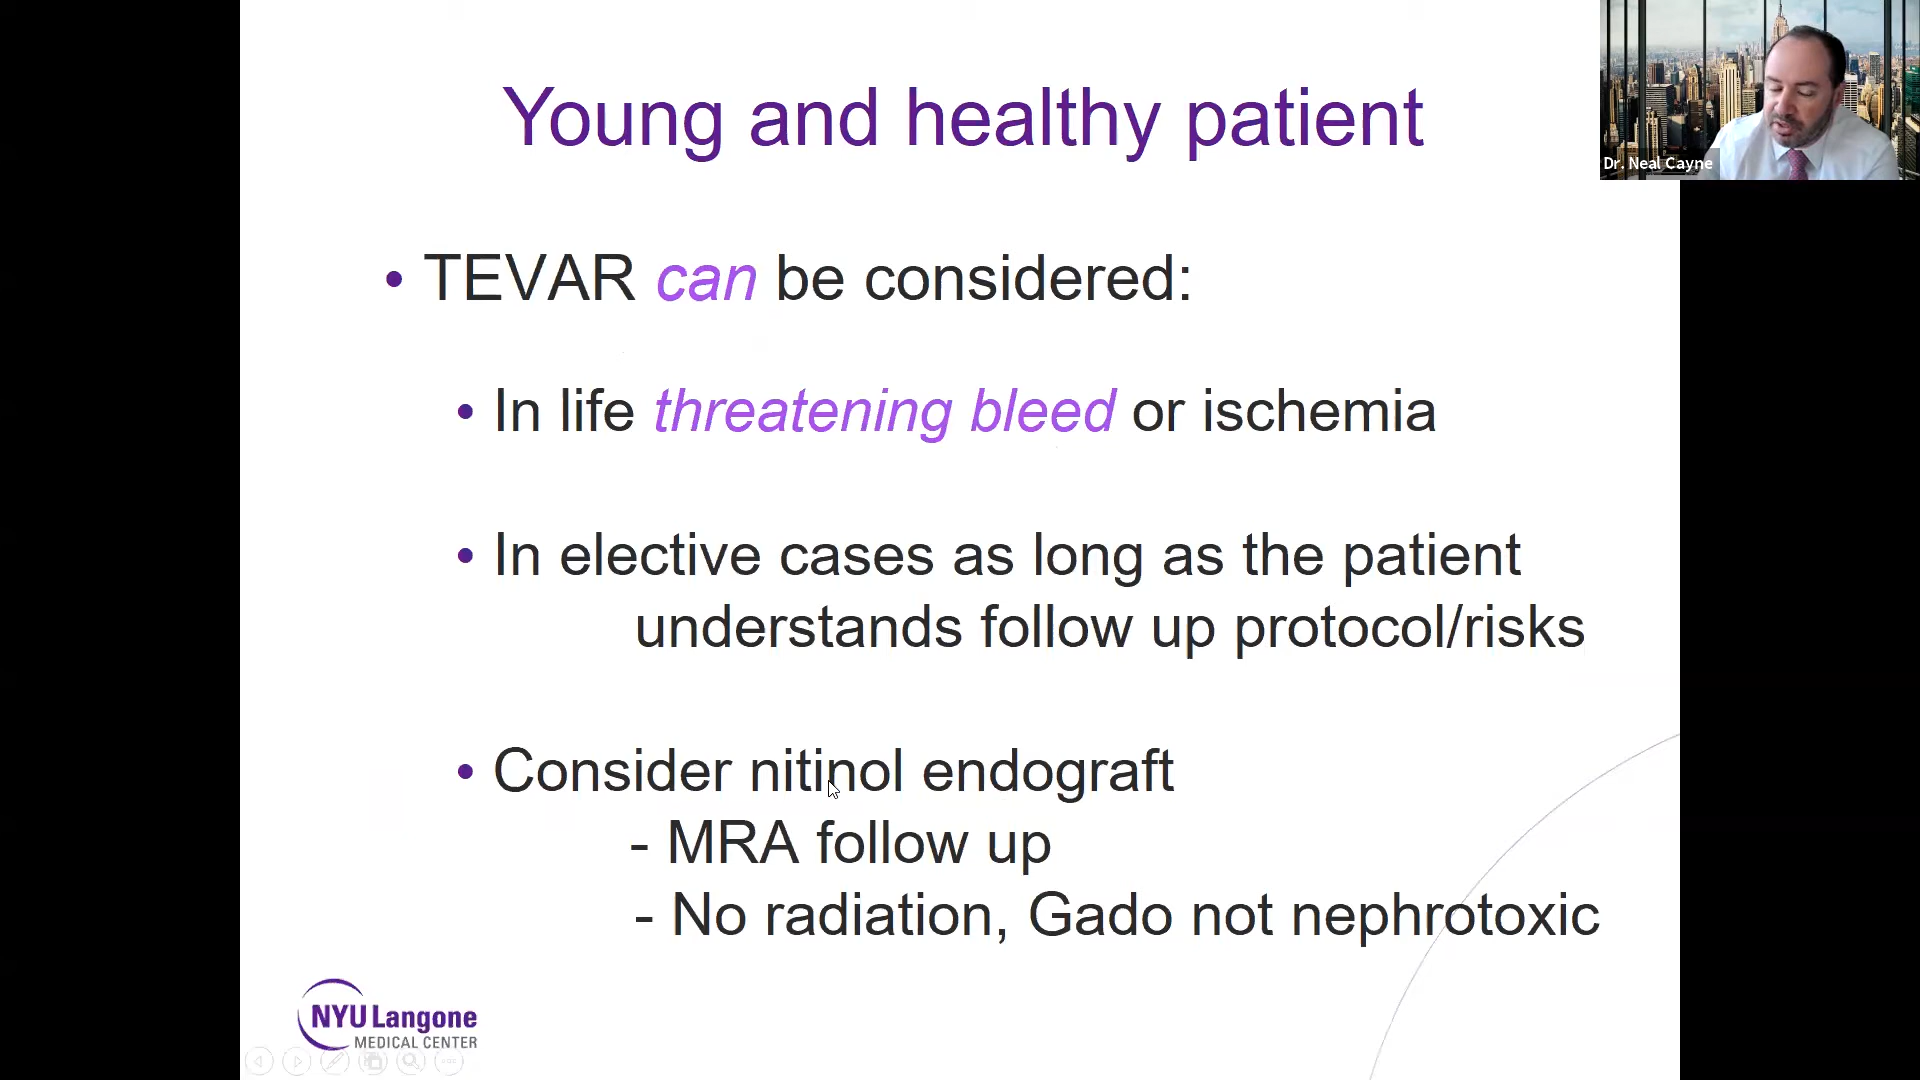 Young and healthy patient
Dr. Neal Cayne
• TEVAR can be considered:
• In life threatening bleed or ischemia
• In elective cases as long as the patient
understands follow up protocol/risks
• Consider nitinol endograft
- MRA follow up
- No radiation, Gado not nephrotoxic
NYU Langone
MEDICAL CENTER